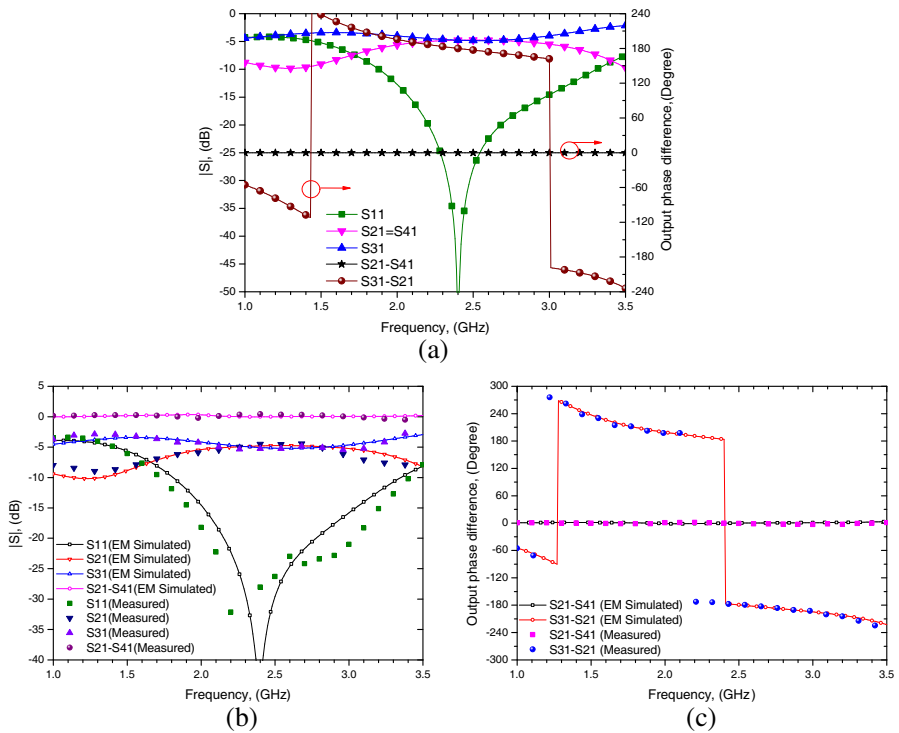 0
-5
-10
-15
-20
-25
-30
-35
-40
-45
-50
|S|, (dB)
240
180
120
60
0
-60
-120
-180
-240
Output phase difference,(Degree)
S11
S21=S41
S31
S21-S41
S31-S21
1.0 1.5 2.0 2.5 3.0 3.5
Frequency, (GHz)
(a)
5
0
-5
-10
-15
-20
-25
-30
-35
-40
|S|, (dB)
S11(EM Simulated)
S21(EM Simulated)
S31(EM Simulated)
S21-S41(EM Simulated)
S11(Measured)
S21(Measured)
S31(Measured)
S21-S41(Measured)
1.0 1.5 2.0 2.5 3.0 3.5
Frequency, (GHz)
(b)
300
240
180
120
60
0
-60
-120
-180
-240
-300
Output phase difference, (Degree)
S21-S41 (EM Simulated)
S31-S21 (EM Simulated)
S21-S41 (Measured)
S31-S21 (Measured)
1.0 1.5 2.0 2.5 3.0 3.5
Frequency, (GHz)
(c)